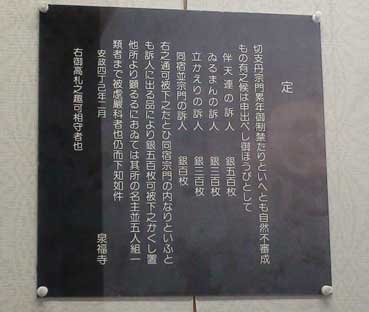 定
切支丹宗門累年御制禁たりといへとも自然不審成
もの有之候は申出べし御ほうびとして
伴天連の訴人 銀五百枚
ゐるまんの訴人 銀三百枚
立かえりの訴人 銀三百枚
同宿並宗門の訴人 銀百枚
右之通可被下之たとひ同宿宗門の内なりといふと
も訴人に出る品により銀五百枚可被下之かくし置
他所より顕るるにおゐては其所の名主並五人組一
類者まで被虙嚴科者也仍而下知如件
安政四丁巳年二月 泉福寺
右御高札之趣可相守者也